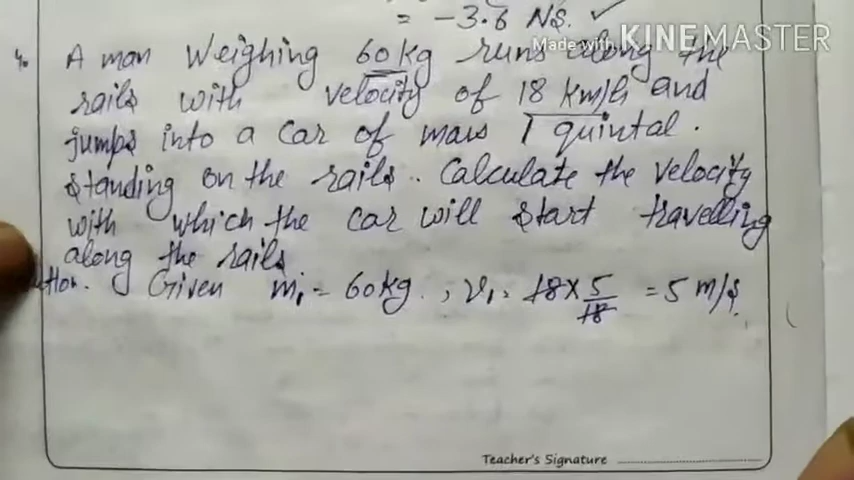 = -3.6 NS. ✓
Made with KINEMASTER
4. A man Weighing 60kg runs along the
rails with velocity of 18 km/h and
jumps into a car of mass 1 quintal.
standing on the rails. Calculate the velocity
with which the car will start travelling
along the rails
Given m₁ = 60kg. , v₁ = 18 × 5/18 = 5 m/s.
Teacher's Signature